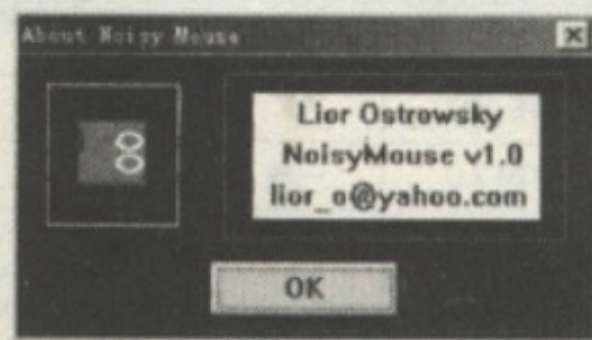 About Noisy Mouse
Lior Ostrowsky
NoisyMouse v1.0
lior_o@yahoo.com
OK